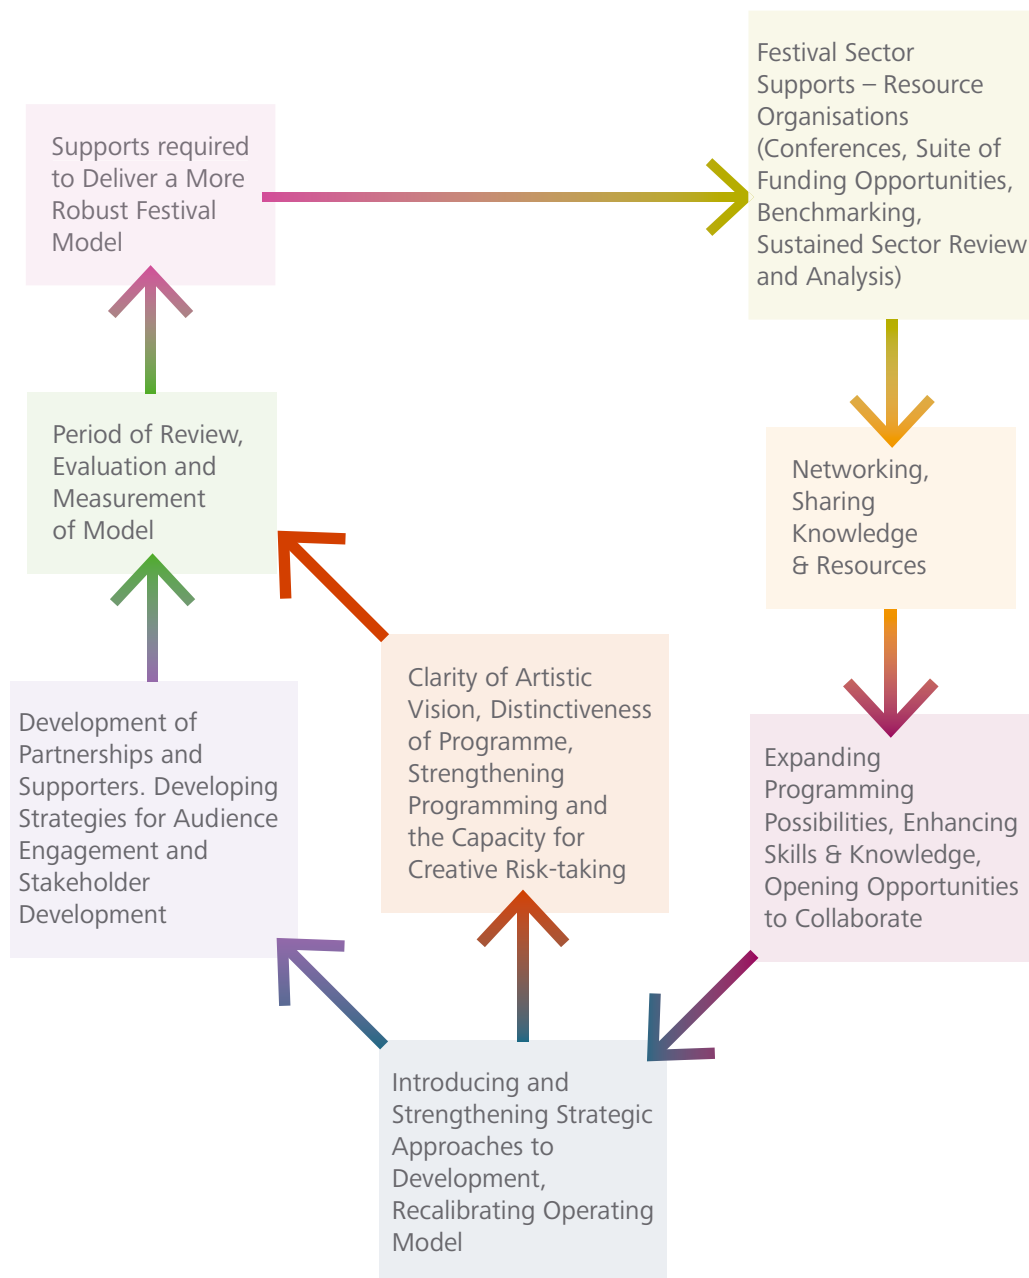 Supports required
to Deliver a More
Robust Festival
Model
Festival Sector
Supports – Resource
Organisations
(Conferences, Suite of
Funding Opportunities,
Benchmarking,
Sustained Sector Review
and Analysis)
Networking,
Sharing
Knowledge
& Resources
Expanding
Programming
Possibilities, Enhancing
Skills & Knowledge,
Opening Opportunities
to Collaborate
Introducing and
Strengthening Strategic
Approaches to
Development,
Recalibrating Operating
Model
Clarity of Artistic
Vision, Distinctiveness
of Programme,
Strengthening
Programming and
the Capacity for
Creative Risk-taking
Development of
Partnerships and
Supporters. Developing
Strategies for Audience
Engagement and
Stakeholder
Development
Period of Review,
Evaluation and
Measurement
of Model